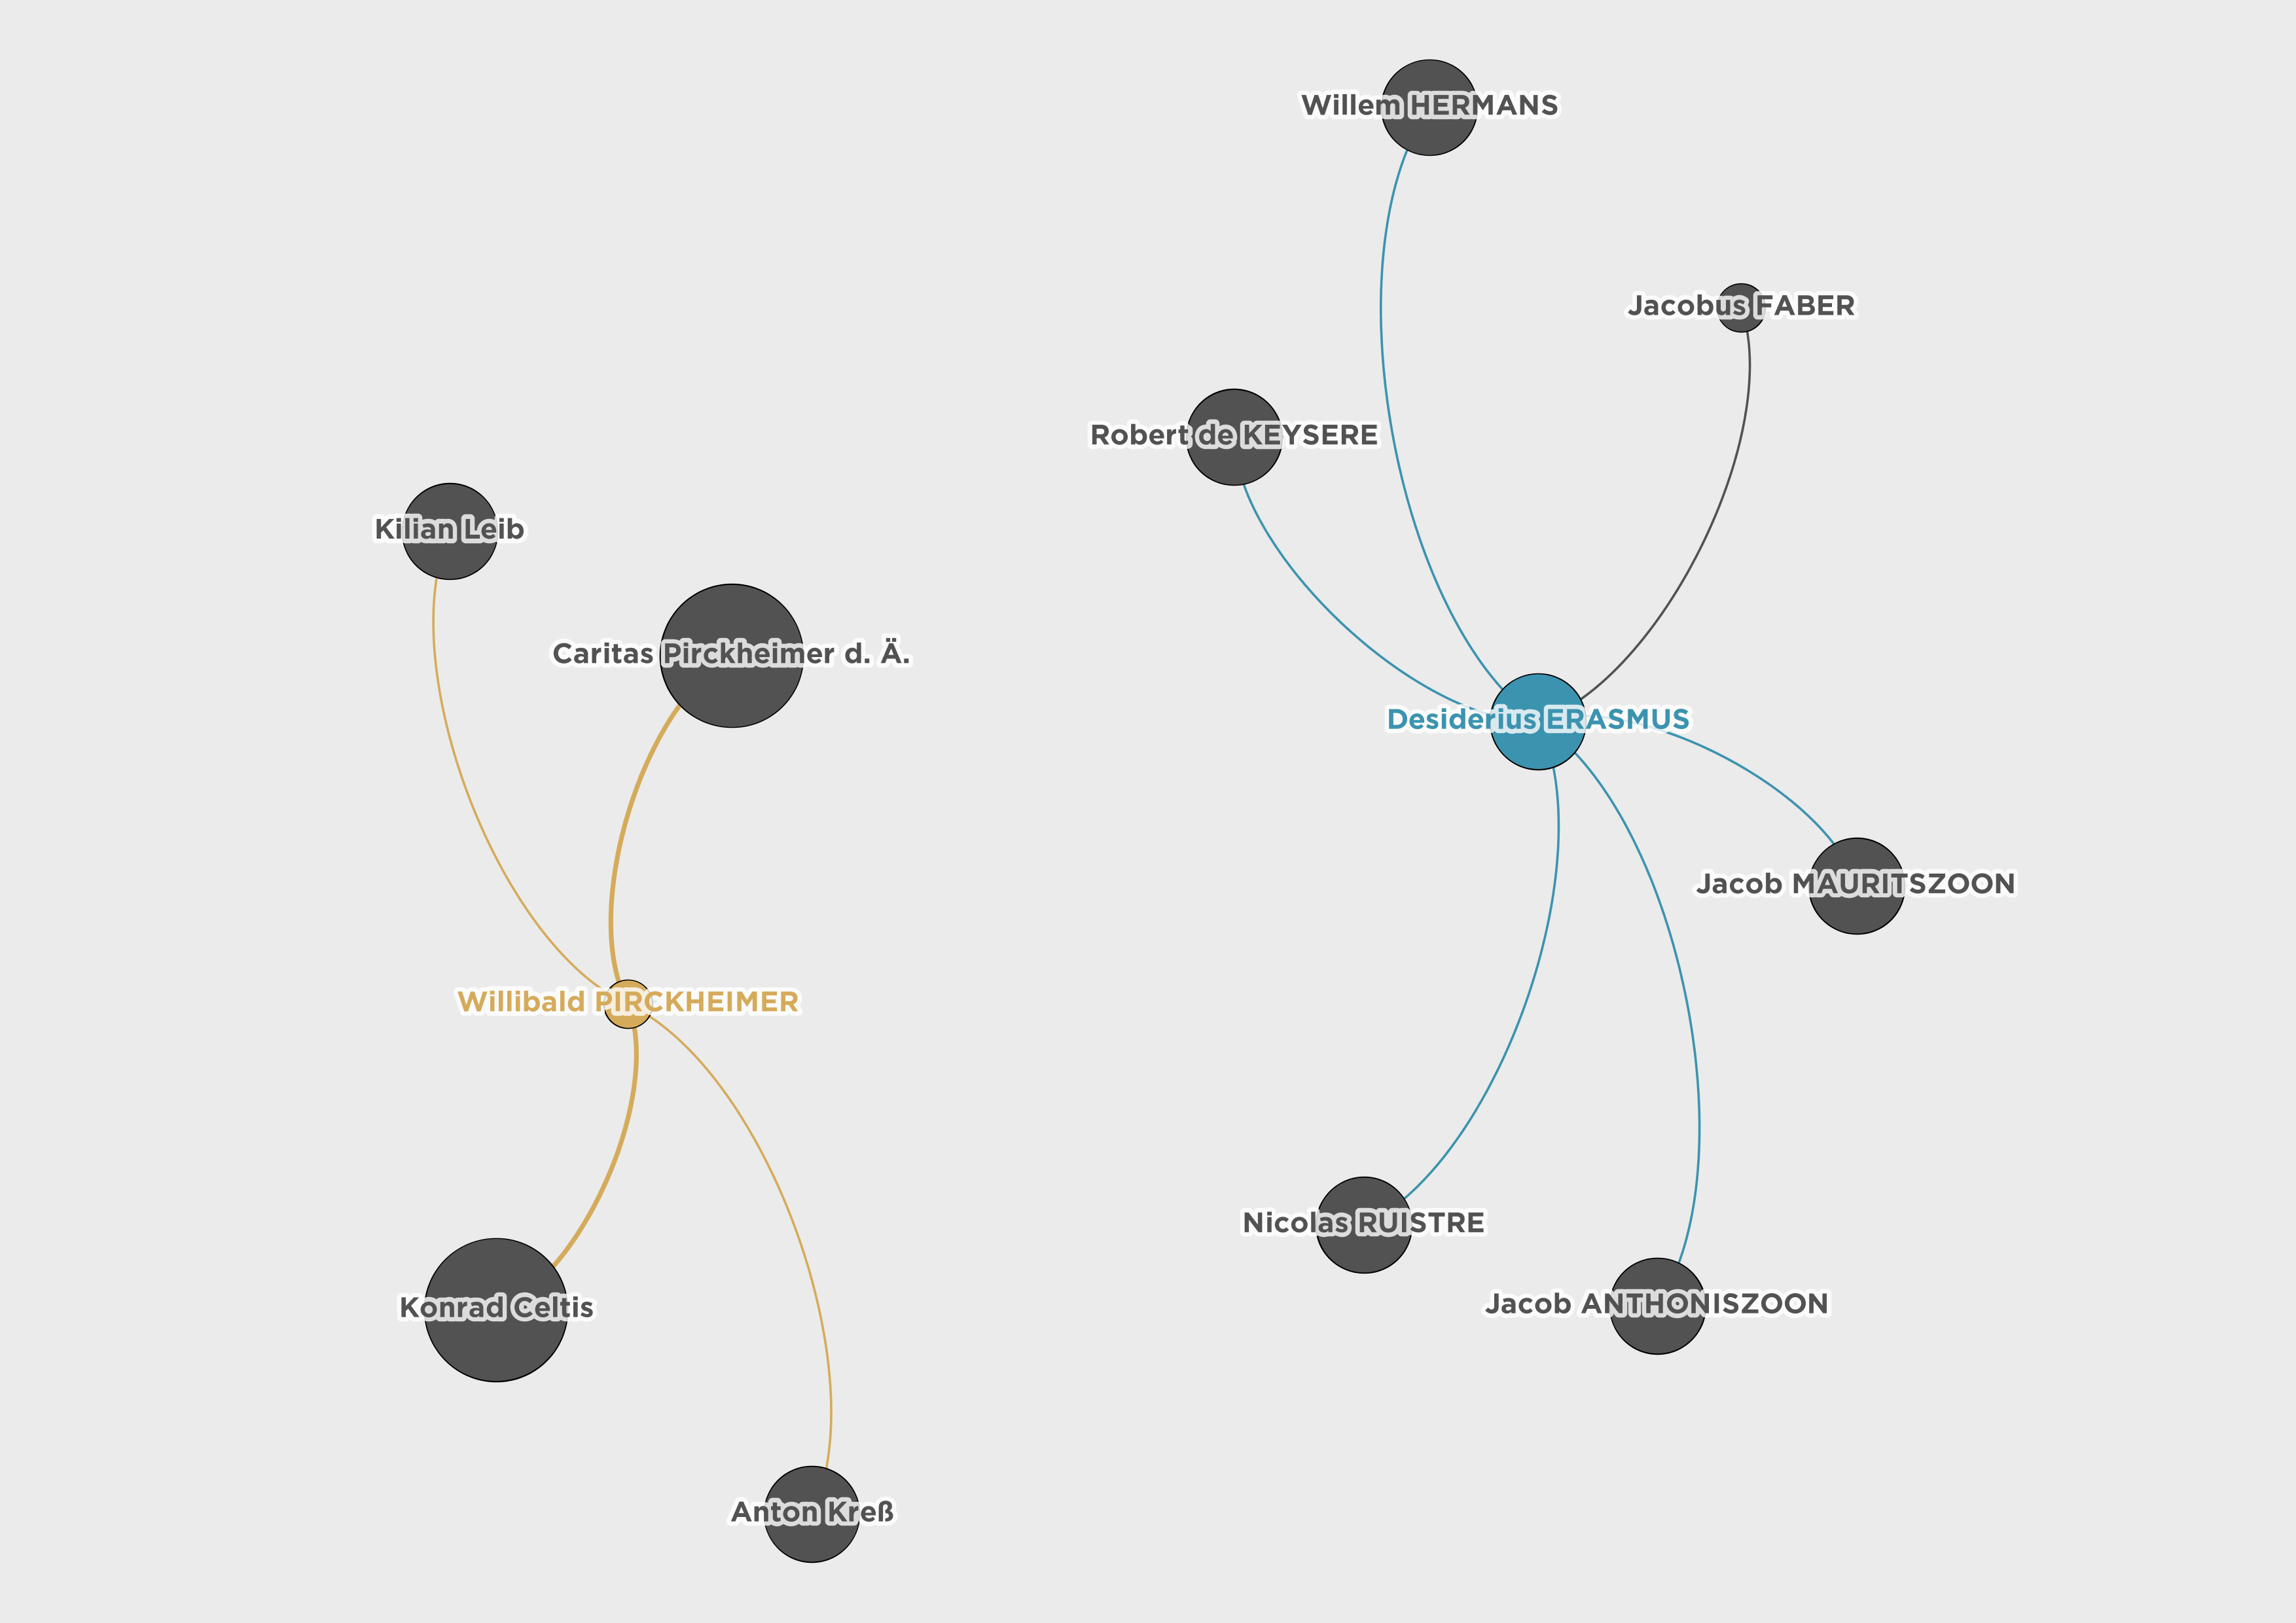 Willem HERMANS
Jacobus FABER
Robert de KEYSERE
Kilian Leib
Caritas Pirckheimer d. Ä.
Desiderius ERASMUS
Jacob MAURITSZOON
Willibald PIRCKHEIMER
Nicolas RUISTRE
Jacob ANTHONISZOON
Konrad Celtis
Anton Kreß